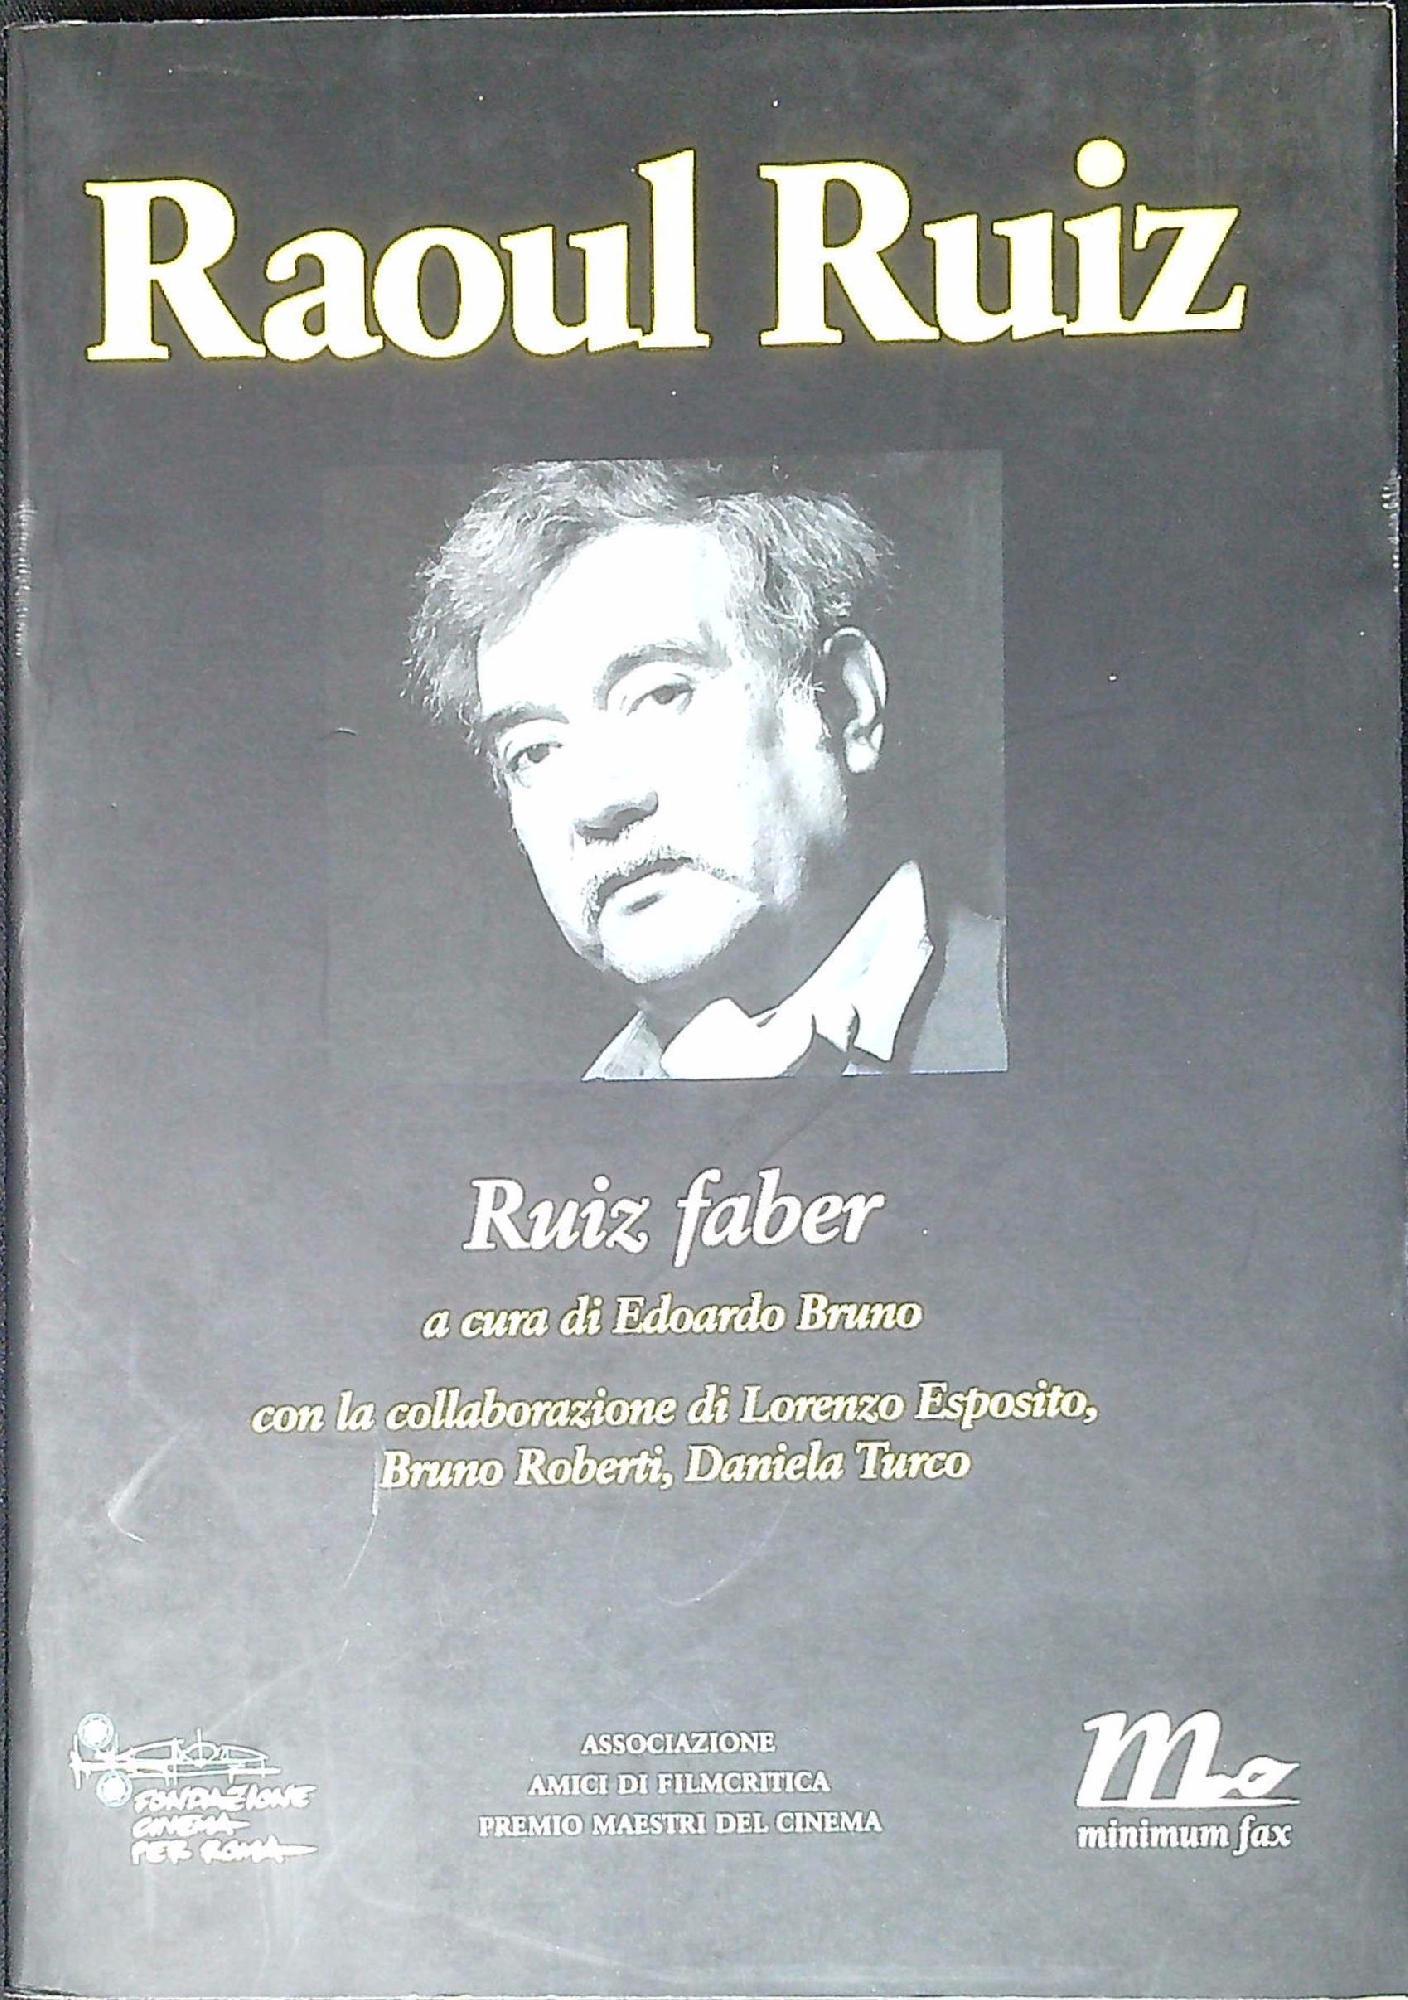 Raoul Ruiz
Ruiz faber
a cura di Edoardo Bruno
con la collaborazione di Lorenzo Esposito,
Bruno Roberti, Daniela Turco
FONDAZIONE
CINEMA
PER ROMA
ASSOCIAZIONE
AMICI DI FILMCRITICA
PREMIO MAESTRI DEL CINEMA
minimum fax